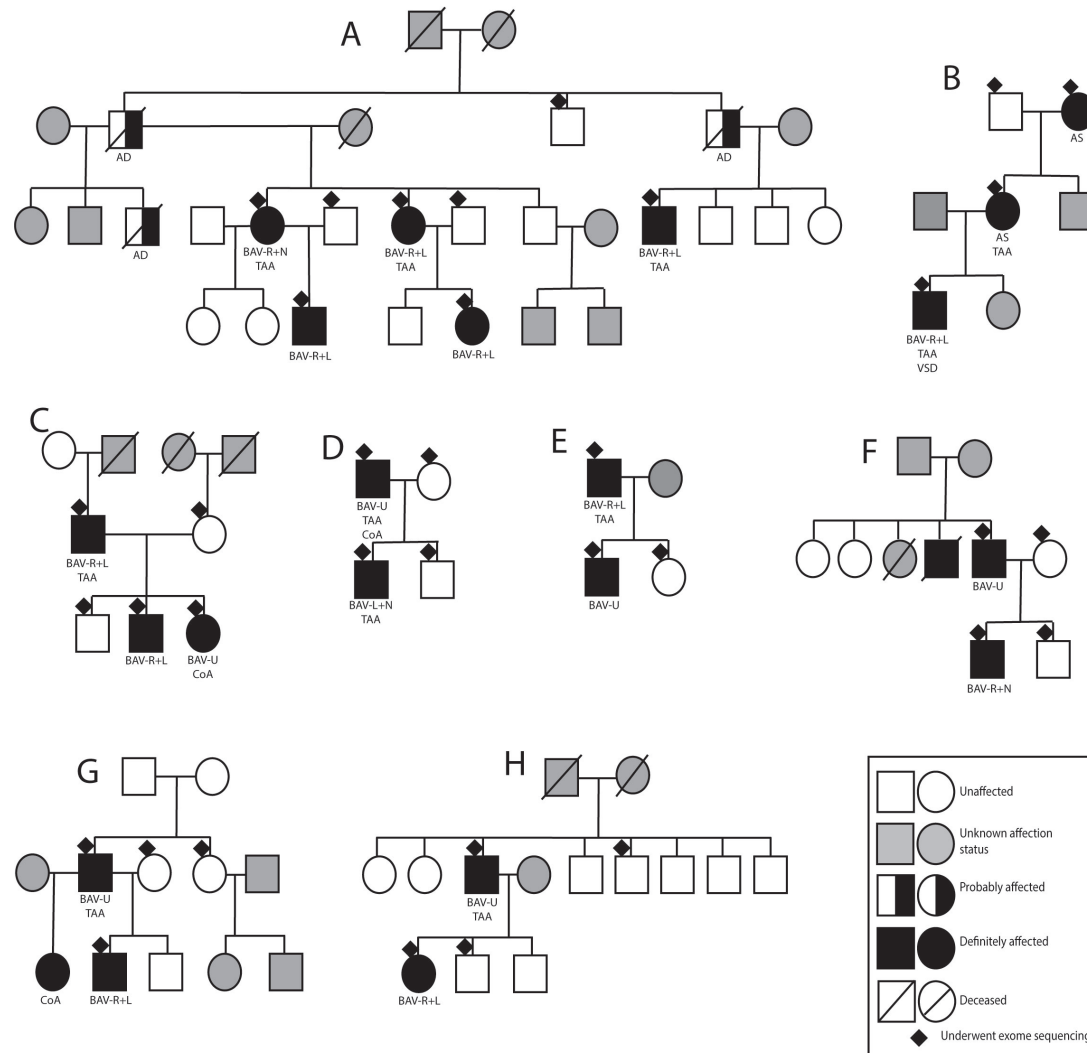 A
B
AD
AD
AS
AD
BAV-R+N
TAA
BAV-R+L
TAA
BAV-R+L
TAA
AS
TAA
BAV-R+L
BAV-R+L
BAV-R+L
TAA
VSD
C
D
E
F
BAV-U
TAA
CoA
BAV-R+L
TAA
BAV-R+L
TAA
BAV-U
BAV-L+N
TAA
BAV-U
BAV-R+L
BAV-U
CoA
BAV-R+N
G
H
BAV-U
TAA
BAV-U
TAA
CoA
BAV-R+L
BAV-R+L
Unaffected
Unknown affection
status
Probably affected
Definitely affected
Deceased
Underwent exome sequencing